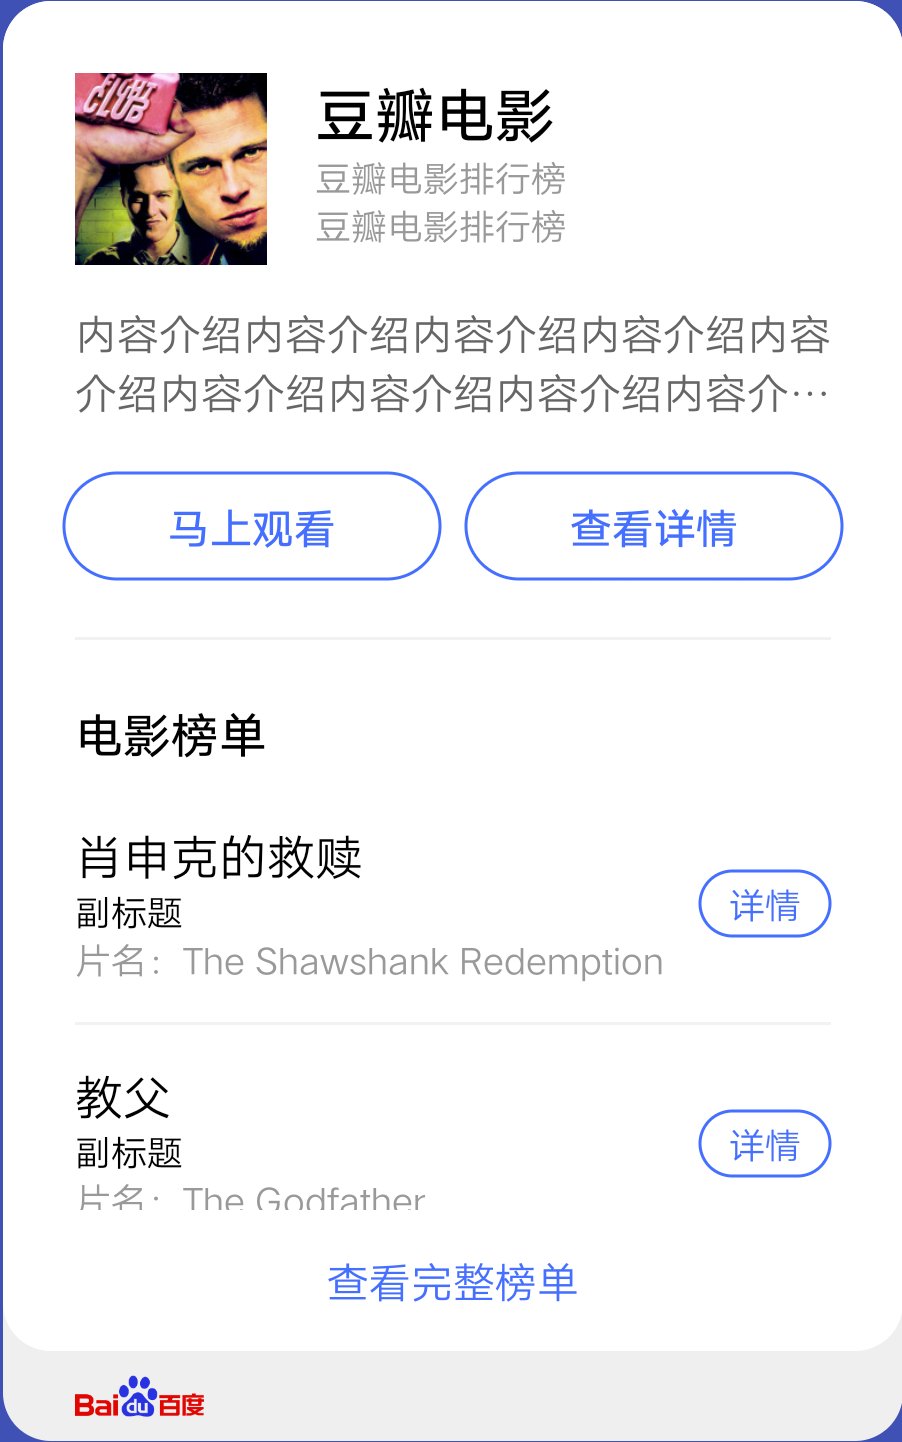 FIGHT
CLUB
豆瓣电影
豆瓣电影排行榜
豆瓣电影排行榜
内容介绍内容介绍内容介绍内容介绍内容
介绍内容介绍内容介绍内容介绍内容介···
马上观看
查看详情
电影榜单
肖申克的救赎
副标题
片名：The Shawshank Redemption
详情
教父
副标题
片名：The Godfather
详情
查看完整榜单
Bai du 百度